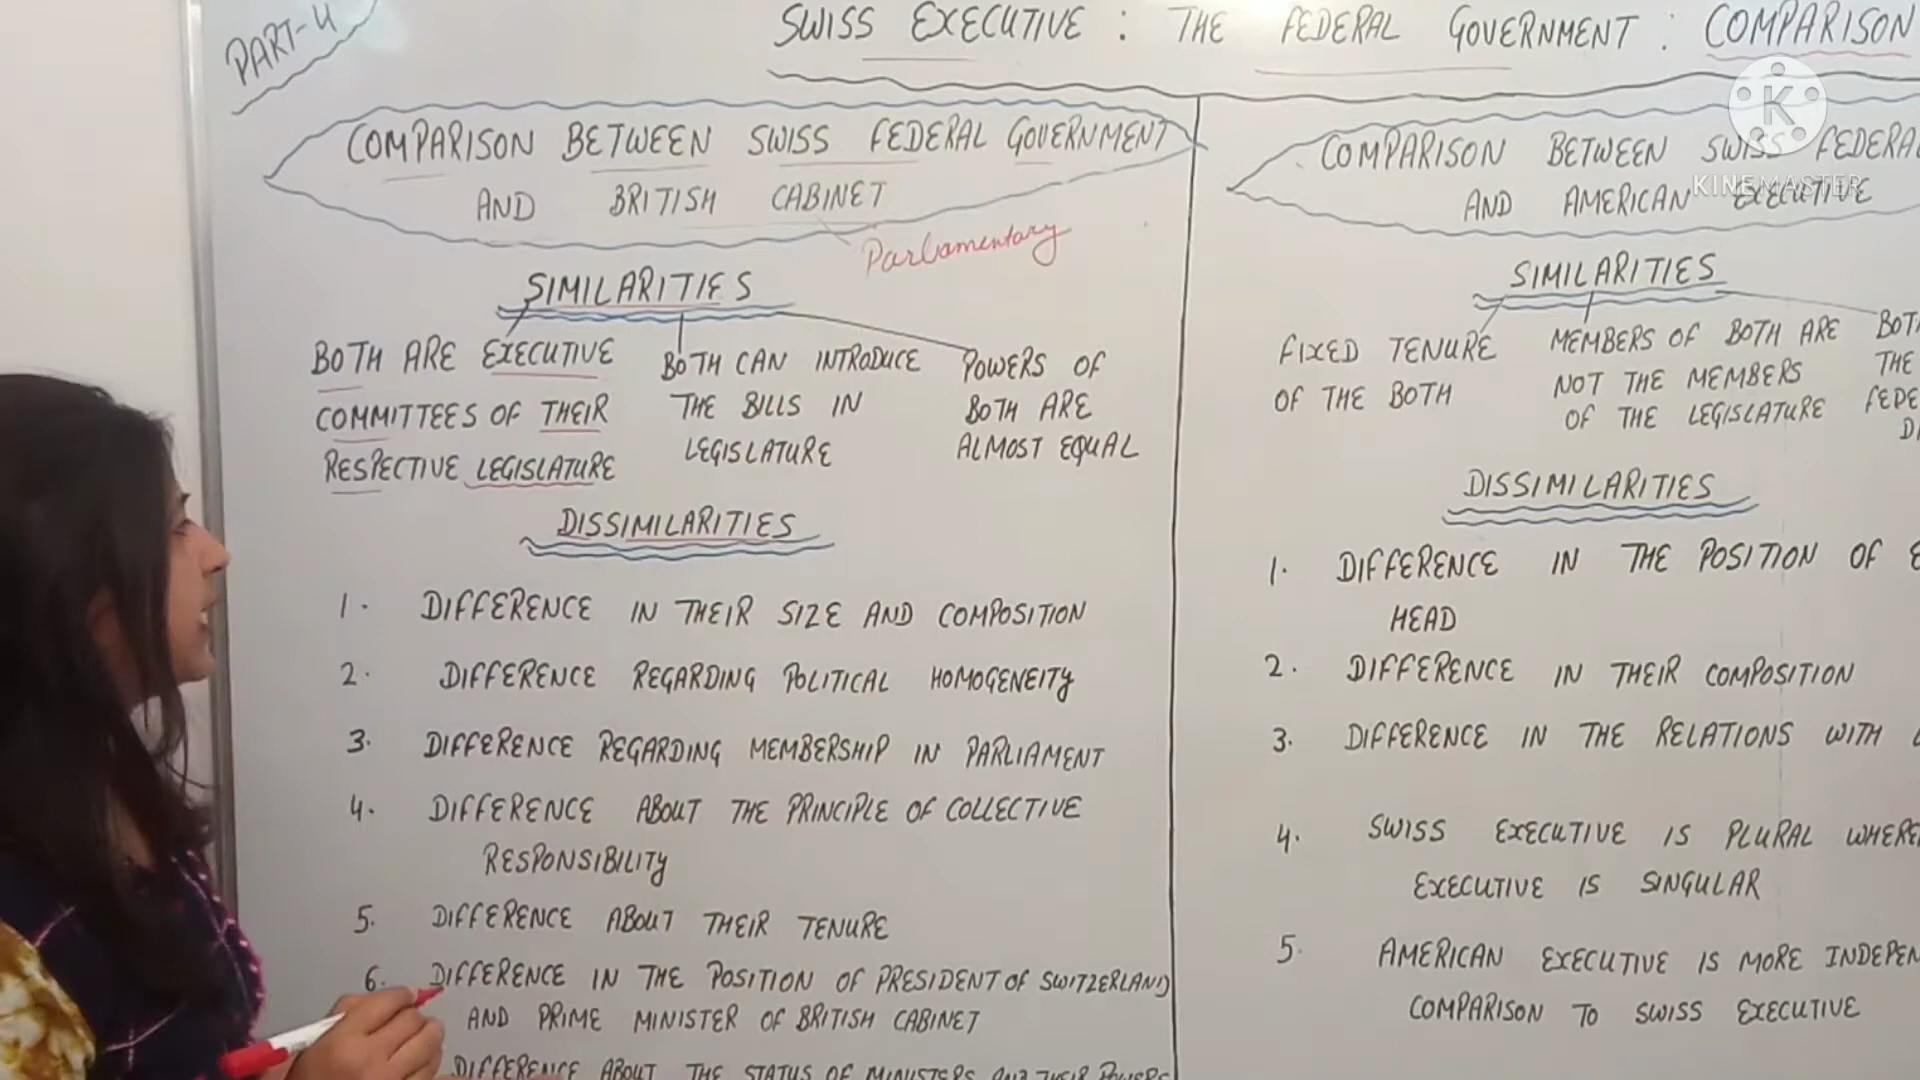 PART-4
SWISS EXECUTIVE : THE FEDERAL GOVERNMENT : COMPARISON
COMPARISON BETWEEN SWISS FEDERAL GOVERNMENT
AND BRITISH CABINET
Parliamentary
SIMILARITIES
BOTH ARE EXECUTIVE
COMMITTEES OF THEIR
RESPECTIVE LEGISLATURE
BOTH CAN INTRODUCE
THE BILLS IN
LEGISLATURE
POWERS OF
BOTH ARE
ALMOST EQUAL
DISSIMILARITIES
1. DIFFERENCE IN THEIR SIZE AND COMPOSITION
2. DIFFERENCE REGARDING POLITICAL HOMOGENEITY
3. DIFFERENCE REGARDING MEMBERSHIP IN PARLIAMENT
4. DIFFERENCE ABOUT THE PRINCIPLE OF COLLECTIVE
RESPONSIBILITY
5. DIFFERENCE ABOUT THEIR TENURE
6. DIFFERENCE IN THE POSITION OF PRESIDENT OF SWITZERLAND
AND PRIME MINISTER OF BRITISH CABINET
DIFFERENCE ABOUT THE STATUS OF MINISTERS AND THEIR POWERS
K
KINEMASTER
COMPARISON BETWEEN SWISS FEDERAL
AND AMERICAN EXECUTIVE
SIMILARITIES
FIXED TENURE
OF THE BOTH
MEMBERS OF BOTH ARE
NOT THE MEMBERS
OF THE LEGISLATURE
BOT
THE
FEDE
DISSIMILARITIES
1. DIFFERENCE IN THE POSITION OF E
HEAD
2. DIFFERENCE IN THEIR COMPOSITION
3. DIFFERENCE IN THE RELATIONS WITH
4. SWISS EXECUTIVE IS PLURAL WHERE
EXECUTIVE IS SINGULAR
5. AMERICAN EXECUTIVE IS MORE INDEPEN
COMPARISON TO SWISS EXECUTIVE